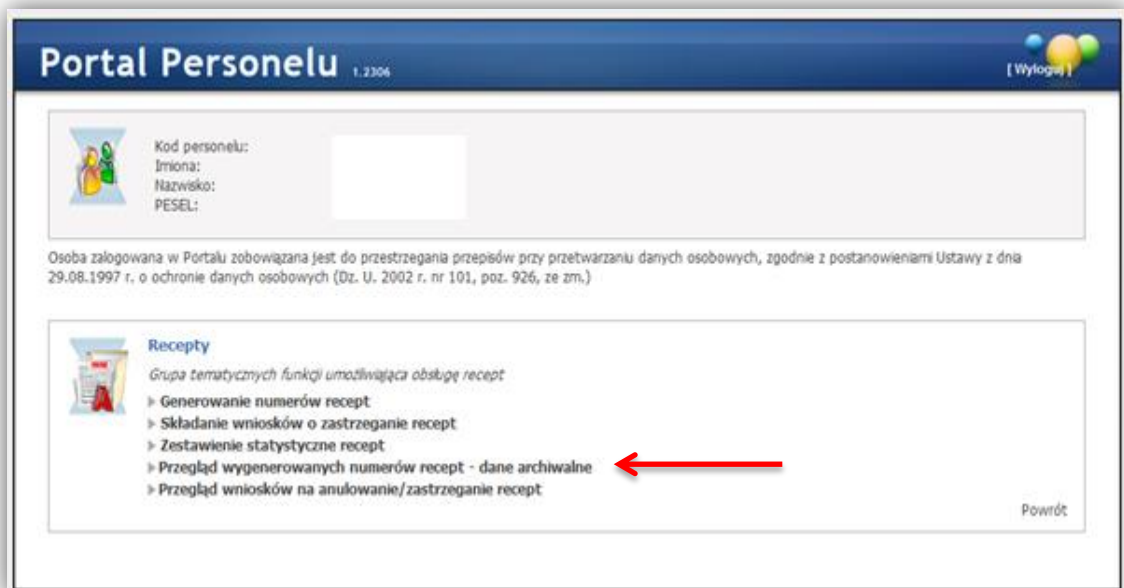 Portal Personelu 1.2306
[ Wyloguj ]
Kod personelu:
Imiona:
Nazwisko:
PESEL:
Osoba zalogowana w Portalu zobowiązana jest do przestrzegania przepisów przy przetwarzaniu danych osobowych, zgodnie z postanowieniami Ustawy z dnia
29.08.1997 r. o ochronie danych osobowych (Dz. U. 2002 r. nr 101, poz. 926, ze zm.)
Recepty
Grupa tematycznych funkcji umożliwiająca obsługę recept
Generowanie numerów recept
Składanie wniosków o zastrzeganie recept
Zestawienie statystyczne recept
Przegląd wygenerowanych numerów recept - dane archiwalne
Przegląd wniosków na anulowanie/zastrzeganie recept
Powrót